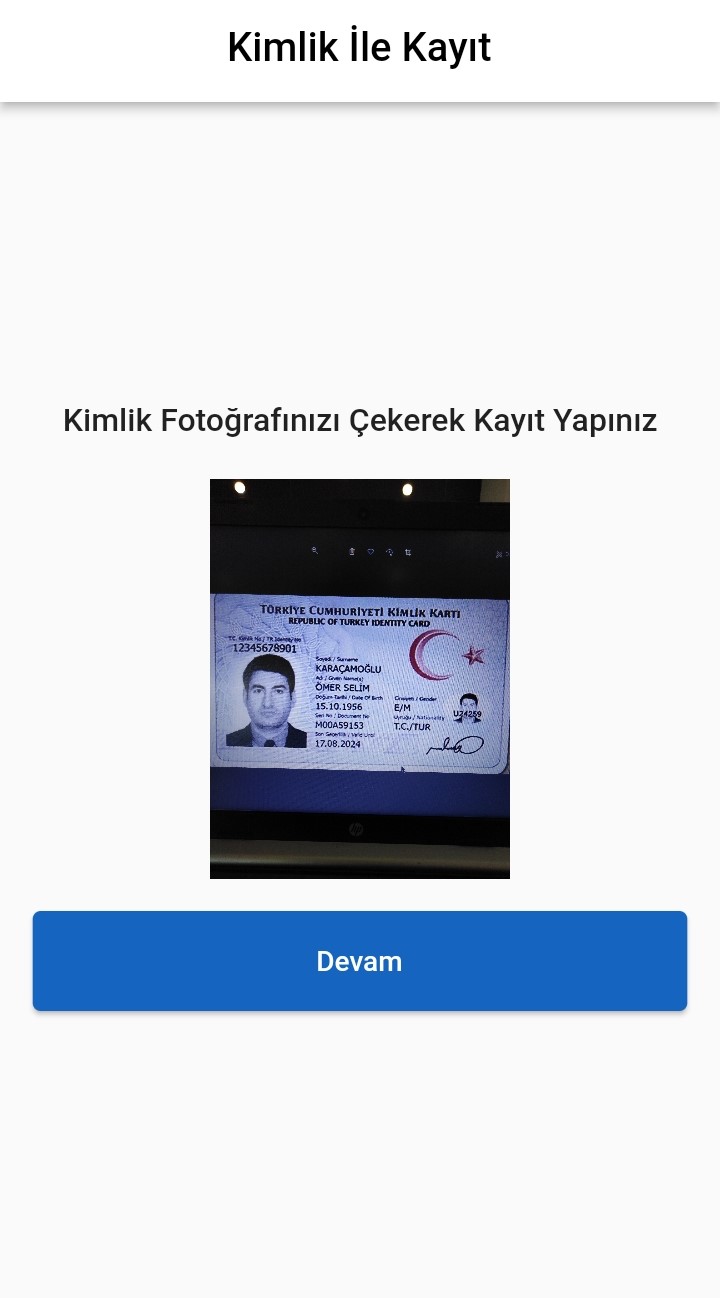 Kimlik İle Kayıt
Kimlik Fotoğrafınızı Çekerek Kayıt Yapınız
TÜRKİYE CUMHURİYETİ KİMLİK KARTI
REPUBLIC OF TURKEY IDENTITY CARD
T.C. Kimlik No / TR Identity No
12345678901
Soyadı / Surname
KARAÇAMOĞLU
Adı / Given Name(s)
ÖMER SELİM
Doğum Tarihi / Date Of Birth
15.10.1956
Cinsiyeti / Gender
E/M
Seri No / Document No
M00A59153
Uyruğu / Nationality
T.C./TUR
Son Geçerlilik / Valid Until
17.08.2024
U24259
hp
Devam